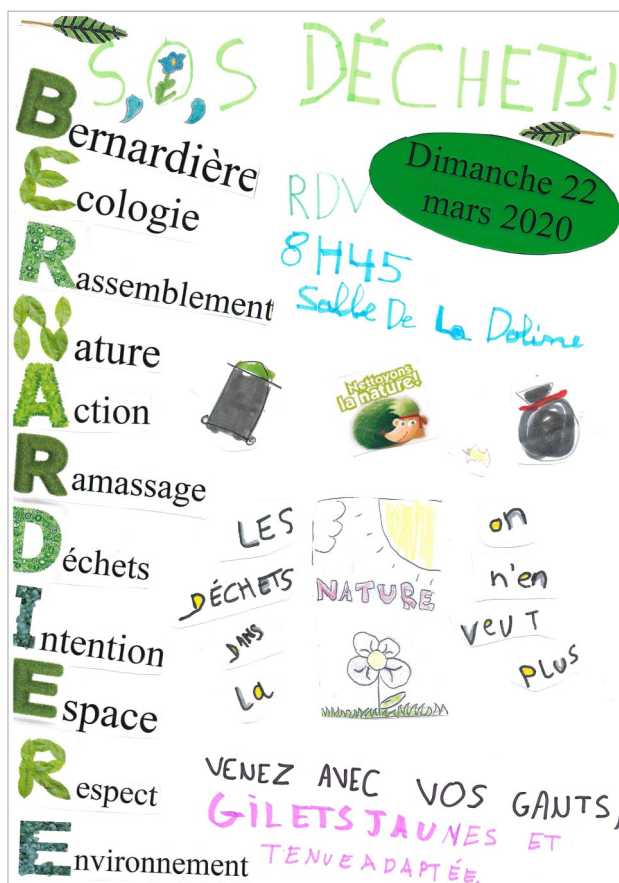 S,O,S DÉCHETS!
Bernardière
Ecologie
Rassemblement
Nature
Action
Ramassage
Déchets
Intention
Espace
Respect
Environnement
Dimanche 22
mars 2020
RDV
8H45
Salle De La Doline
Nettoyons
la nature!
LES
DÉCHETS
DANS
La
NATURE
on
n'en
veut
plus
VENEZ AVEC VOS GANTS,
GILETS JAUNES ET
TENUE ADAPTÉE.